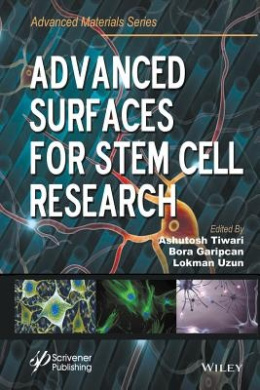 Advanced Materials Series
ADVANCED
SURFACES
FOR STEM CELL
RESEARCH
Edited By
Ashutosh Tiwari
Bora Garipcan
Lokman Uzun
Scrivener
Publishing
WILEY